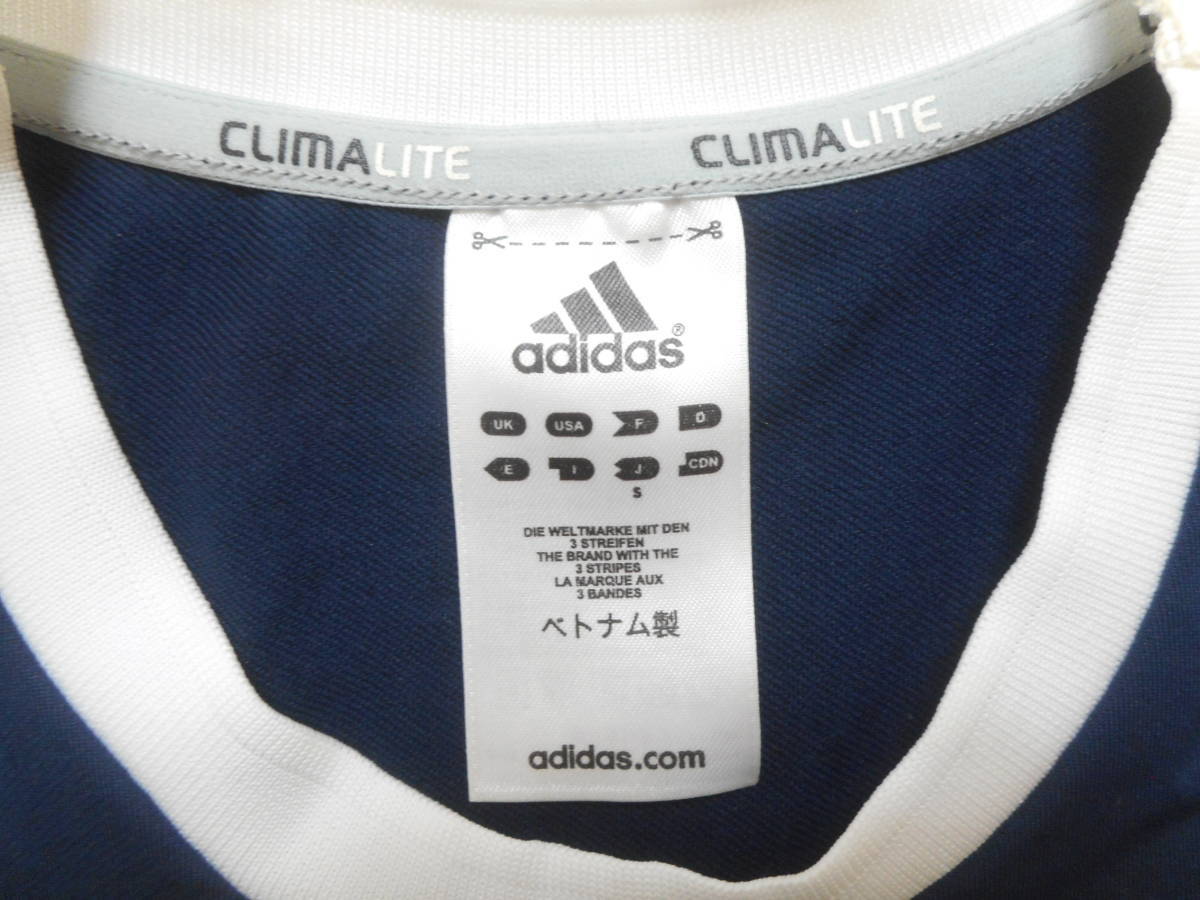 CLIMALITE CLIMALITE
adidas®
UK USA F D
E I J CDN
S
DIE WELTMARKE MIT DEN
3 STREIFEN
THE BRAND WITH THE
3 STRIPES
LA MARQUE AUX
3 BANDES
ベトナム製
adidas.com